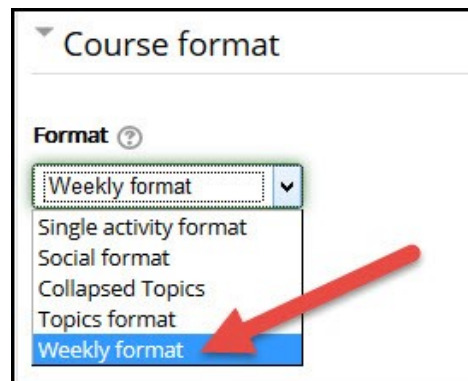 Course format
Format
Weekly format
Single activity format
Social format
Collapsed Topics
Topics format
Weekly format